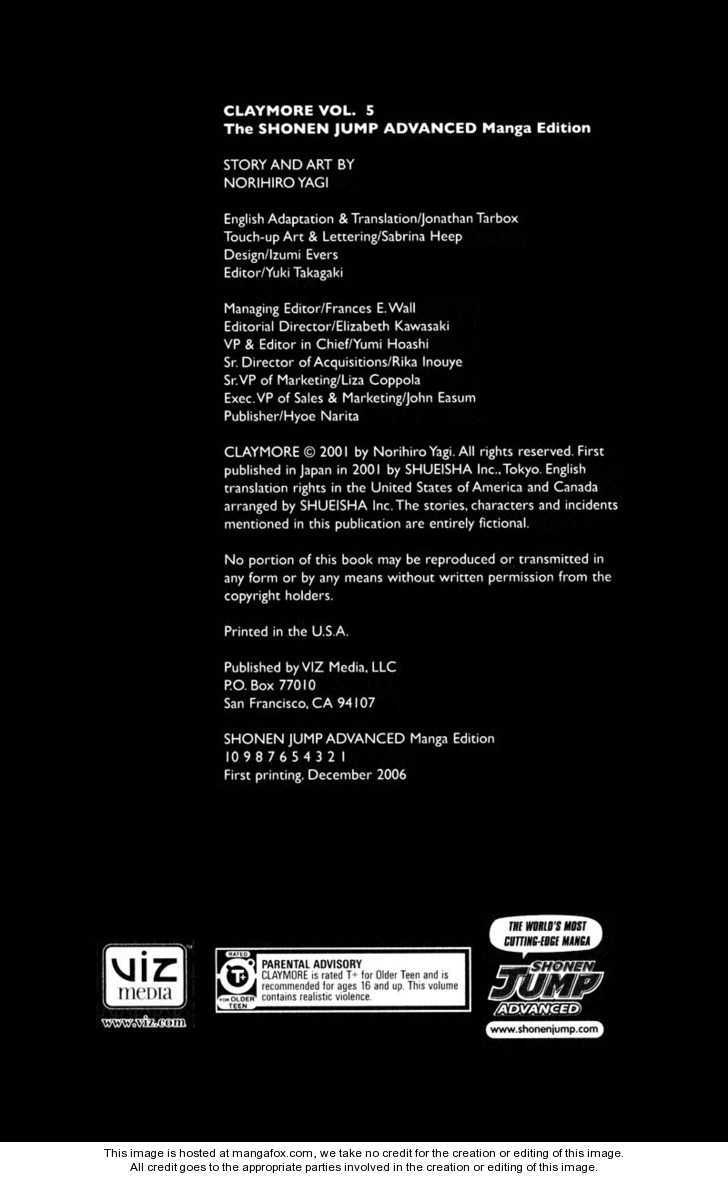 CLAYMORE VOL. 5
The SHONEN JUMP ADVANCED Manga Edition
STORY AND ART BY
NORIHIRO YAGI
English Adaptation & Translation/Jonathan Tarbox
Touch-up Art & Lettering/Sabrina Heep
Design/Izumi Evers
Editor/Yuki Takagaki
Managing Editor/Frances E. Wall
Editorial Director/Elizabeth Kawasaki
VP & Editor in Chief/Yumi Hoashi
Sr. Director of Acquisitions/Rika Inouye
Sr. VP of Marketing/Liza Coppola
Exec. VP of Sales & Marketing/John Easum
Publisher/Hyoe Narita
CLAYMORE © 2001 by Norihiro Yagi. All rights reserved. First
published in Japan in 2001 by SHUEISHA Inc., Tokyo. English
translation rights in the United States of America and Canada
arranged by SHUEISHA Inc. The stories, characters and incidents
mentioned in this publication are entirely fictional.
No portion of this book may be reproduced or transmitted in
any form or by any means without written permission from the
copyright holders.
Printed in the U.S.A.
Published by VIZ Media, LLC
P.O. Box 77010
San Francisco, CA 94107
SHONEN JUMP ADVANCED Manga Edition
10 9 8 7 6 5 4 3 2 1
First printing, December 2006
VIZ
media
www.viz.com
RATED
T+
FOR OLDER
TEEN
PARENTAL ADVISORY
CLAYMORE is rated T+ for Older Teen and is
recommended for ages 16 and up. This volume
contains realistic violence.
THE WORLD'S MOST
CUTTING-EDGE MANGA
SHONEN
JUMP
ADVANCED
www.shonenjump.com
This image is hosted at mangafox.com, we take no credit for the creation or editing of this image.
All credit goes to the appropriate parties involved in the creation or editing of this image.